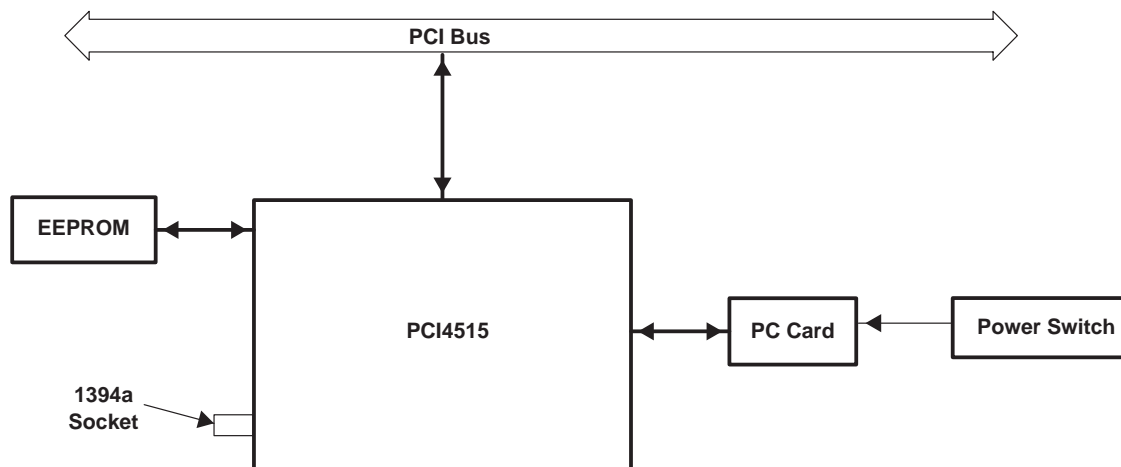 PCI Bus
EEPROM
PCI4515
PC Card
Power Switch
1394a
Socket